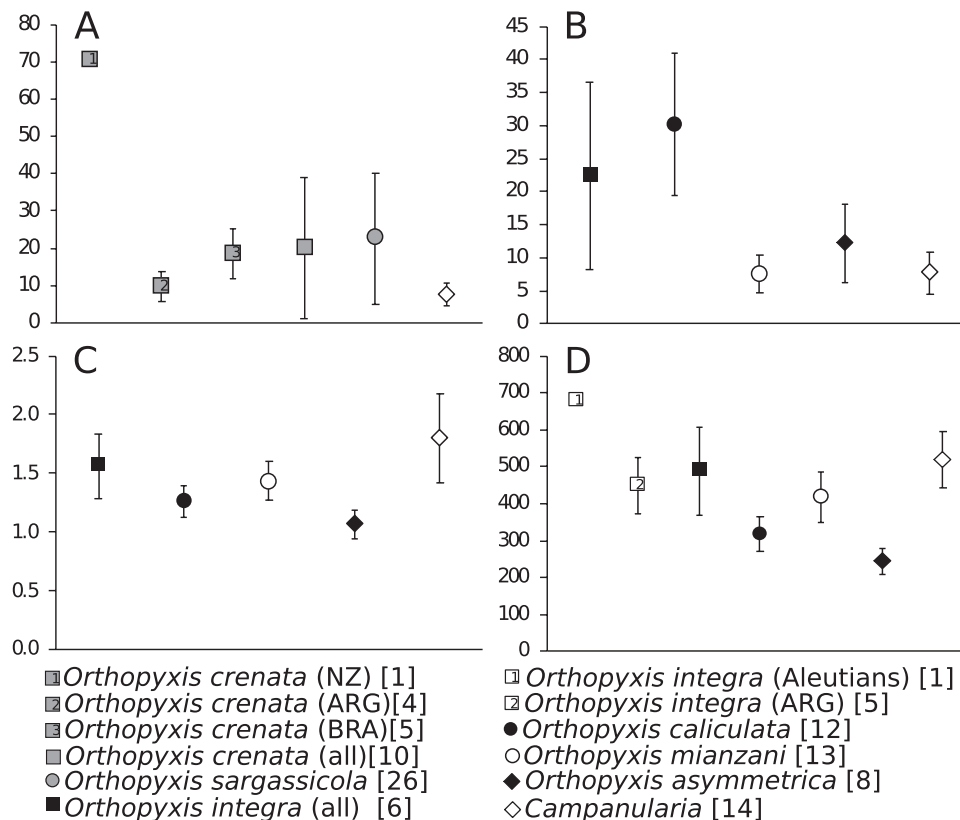 A
80
70
60
50
40
30
20
10
0
1
2
3
B
45
40
35
30
25
20
15
10
5
0
C
2.5
2.0
1.5
1.0
0.5
0.0
D
800
700
600
500
400
300
200
100
0
1
2
1 Orthopyxis crenata (NZ) [1]
2 Orthopyxis crenata (ARG)[4]
3 Orthopyxis crenata (BRA)[5]
Orthopyxis crenata (all)[10]
Orthopyxis sargassicola [26]
Orthopyxis integra (all) [6]
1 Orthopyxis integra (Aleutians) [1]
2 Orthopyxis integra (ARG) [5]
Orthopyxis caliculata [12]
Orthopyxis mianzani [13]
Orthopyxis asymmetrica [8]
Campanularia [14]